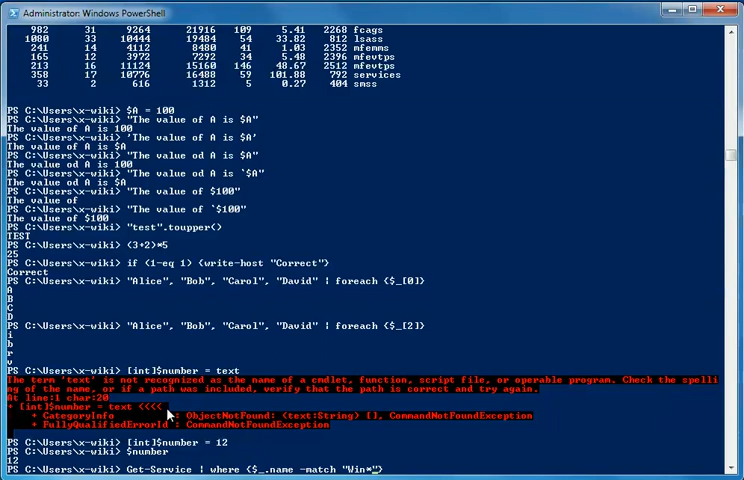 Administrator: Windows PowerShell
982 31 9264 21916 109 5.41 2268 fcags
1080 33 10444 19484 54 33.82 812 lsass
241 14 4112 8480 41 1.03 2352 mfemms
165 12 3972 7292 34 5.48 2396 mfevtps
213 16 11124 15160 146 48.67 2512 mfevtps
358 17 10776 16488 59 101.88 792 services
33 2 616 1312 5 0.27 404 smss
PS C:\Users\x-wiki> $A = 100
PS C:\Users\x-wiki> "The value of A is $A"
The value of A is 100
PS C:\Users\x-wiki> 'The value of A is $A'
The value of A is $A
PS C:\Users\x-wiki> "The value od A is $A"
The value od A is 100
PS C:\Users\x-wiki> "The value od A is `$A"
The value od A is $A
PS C:\Users\x-wiki> "The value of $100"
The value of
PS C:\Users\x-wiki> "The value of `$100"
The value of $100
PS C:\Users\x-wiki> "test".toupper()
TEST
PS C:\Users\x-wiki> (3+2)*5
25
PS C:\Users\x-wiki> if (1-eq 1) {write-host "Correct"}
Correct
PS C:\Users\x-wiki> "Alice", "Bob", "Carol", "David" | foreach {$_[0]}
A
B
C
D
PS C:\Users\x-wiki> "Alice", "Bob", "Carol", "David" | foreach {$_[2]}
i
b
r
v
PS C:\Users\x-wiki> [int]$number = text
The term 'text' is not recognized as the name of a cmdlet, function, script file, or operable program. Check the spelli
ng of the name, or if a path was included, verify that the path is correct and try again.
At line:1 char:20
+ [int]$number = text <<<<
+ CategoryInfo : ObjectNotFound: (text:String) [], CommandNotFoundException
+ FullyQualifiedErrorId : CommandNotFoundException
PS C:\Users\x-wiki> [int]$number = 12
PS C:\Users\x-wiki> $number
12
PS C:\Users\x-wiki> Get-Service | where {$_.name -match "Win*"}